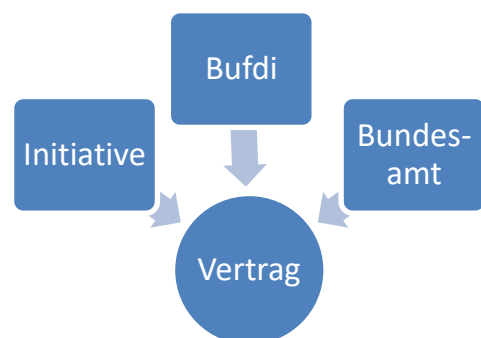 Bufdi
Initiative
Bundes-
amt
Vertrag